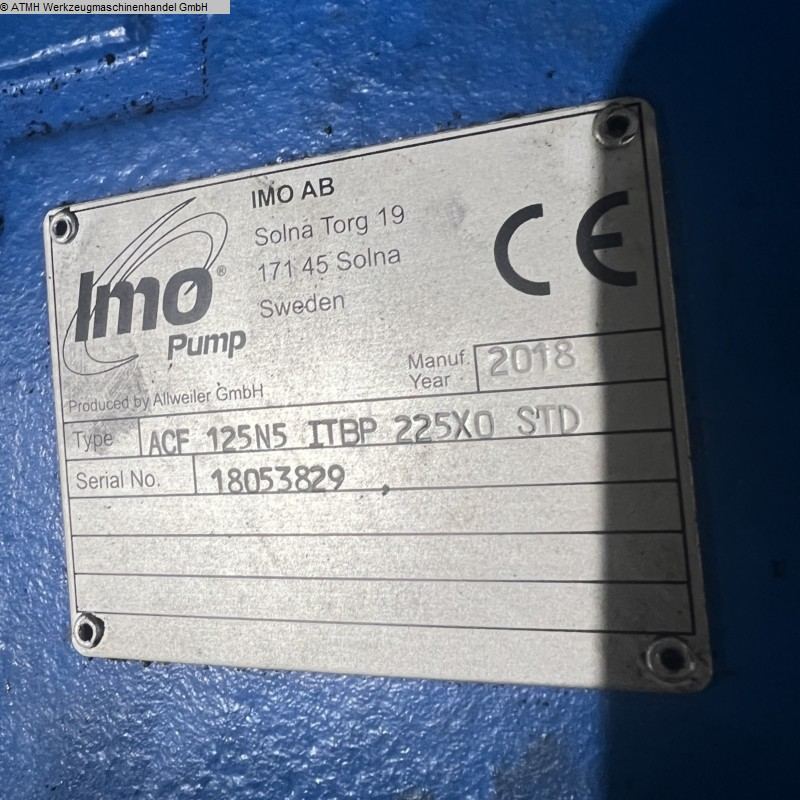 ® ATMH Werkzeugmaschinenhandel GmbH
IMO AB
Solna Torg 19
171 45 Solna
Sweden
Imo®
Pump
CE
Produced by Allweiler GmbH
Manuf. Year 2018
Type ACF 125N5 ITBP 225X0 STD
Serial No. 18053829